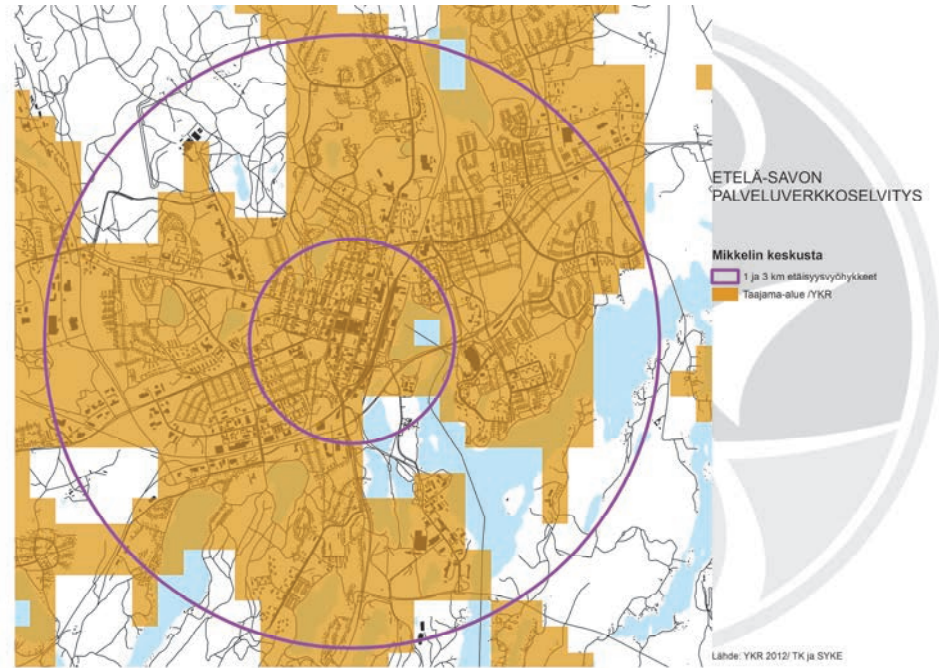 ETELÄ-SAVON
PALVELUVERKKOSELVITYS
Mikkelin keskusta
1 ja 3 km etäisyysvyöhykkeet
Taajama-alue /YKR
Lähde: YKR 2012/ TK ja SYKE